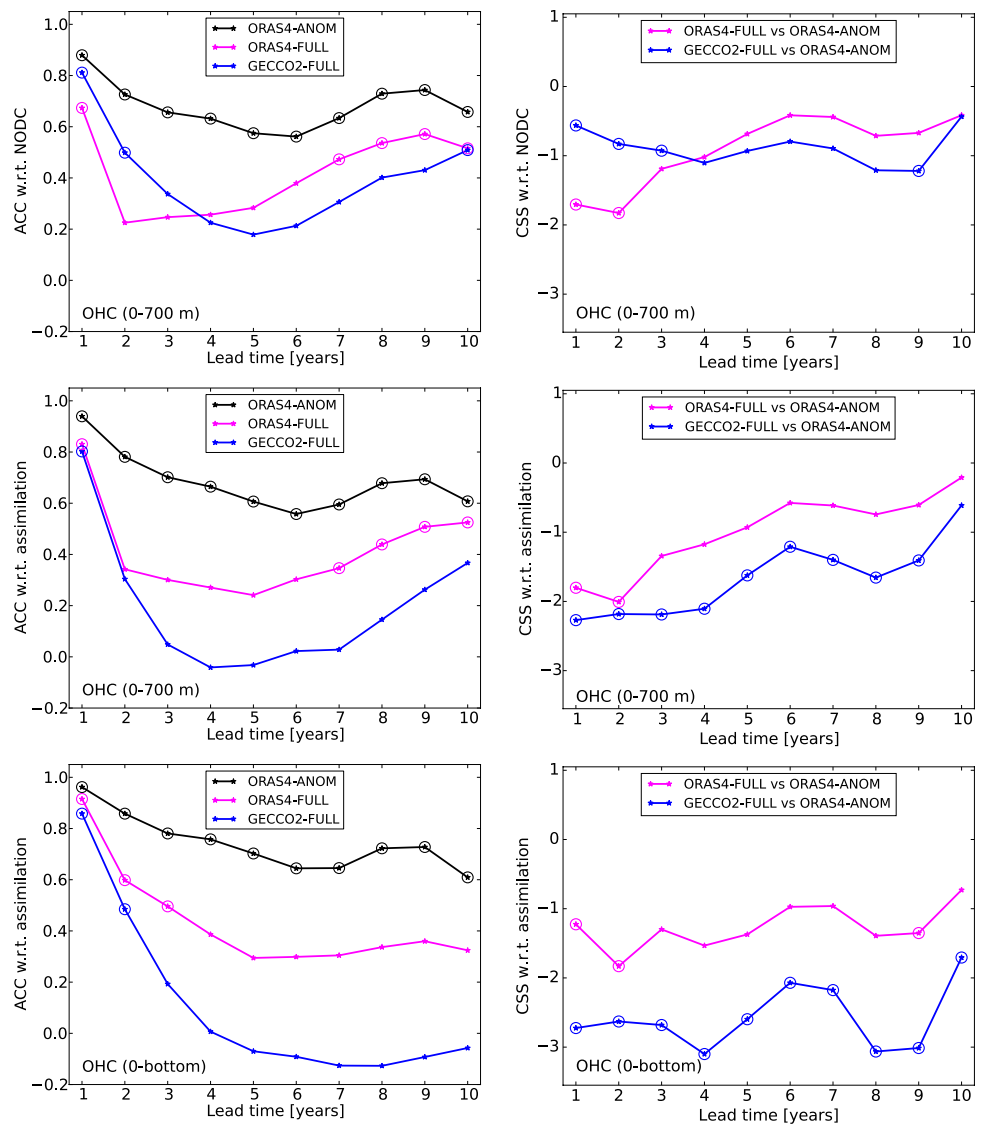 ACC w.r.t. NODC
1.0
0.8
0.6
0.4
0.2
0.0
−0.2
ORAS4-ANOM
ORAS4-FULL
GECCO2-FULL
OHC (0-700 m)
1 2 3 4 5 6 7 8 9 10
Lead time [years]
CSS w.r.t. NODC
1
0
−1
−2
−3
ORAS4-FULL vs ORAS4-ANOM
GECCO2-FULL vs ORAS4-ANOM
OHC (0-700 m)
1 2 3 4 5 6 7 8 9 10
Lead time [years]
ACC w.r.t. assimilation
1.0
0.8
0.6
0.4
0.2
0.0
−0.2
ORAS4-ANOM
ORAS4-FULL
GECCO2-FULL
OHC (0-700 m)
1 2 3 4 5 6 7 8 9 10
Lead time [years]
CSS w.r.t. assimilation
1
0
−1
−2
−3
ORAS4-FULL vs ORAS4-ANOM
GECCO2-FULL vs ORAS4-ANOM
OHC (0-700 m)
1 2 3 4 5 6 7 8 9 10
Lead time [years]
ACC w.r.t. assimilation
1.0
0.8
0.6
0.4
0.2
0.0
−0.2
ORAS4-ANOM
ORAS4-FULL
GECCO2-FULL
OHC (0-bottom)
1 2 3 4 5 6 7 8 9 10
Lead time [years]
CSS w.r.t. assimilation
1
0
−1
−2
−3
ORAS4-FULL vs ORAS4-ANOM
GECCO2-FULL vs ORAS4-ANOM
OHC (0-bottom)
1 2 3 4 5 6 7 8 9 10
Lead time [years]